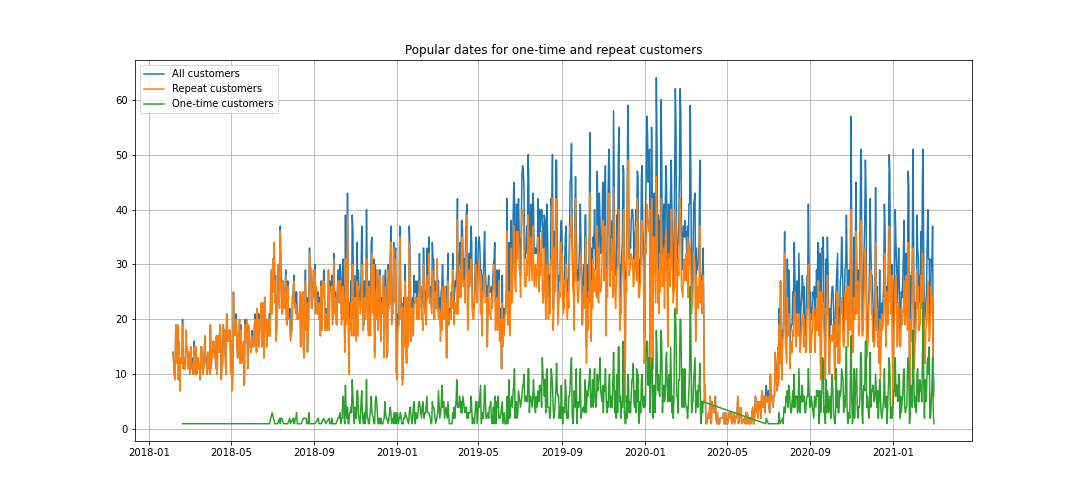 Popular dates for one-time and repeat customers
All customers
Repeat customers
One-time customers
60
50
40
30
20
10
0
2018-01 2018-05 2018-09 2019-01 2019-05 2019-09 2020-01 2020-05 2020-09 2021-01